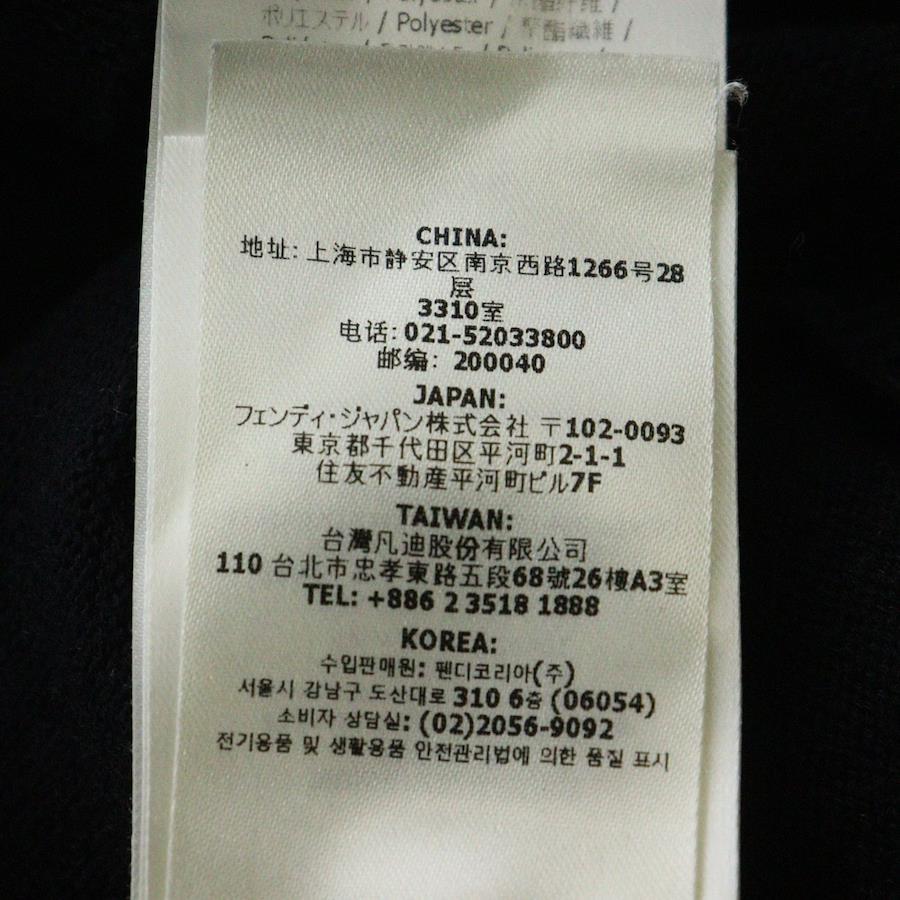 ポリエステル / Polyester / 聚酯纖維 /
CHINA:
地址: 上海市静安区南京西路1266号28
层
3310室
电话: 021-52033800
邮编: 200040
JAPAN:
フェンディ・ジャパン株式会社 〒102-0093
東京都千代田区平河町2-1-1
住友不動産平河町ビル7F
TAIWAN:
台灣凡迪股份有限公司
110 台北市忠孝東路五段68號26樓A3室
TEL: +886 2 3518 1888
KOREA:
수입판매원: 펜디코리아(주)
서울시 강남구 도산대로 310 6층 (06054)
소비자 상담실: (02)2056-9092
전기용품 및 생활용품 안전관리법에 의한 품질 표시